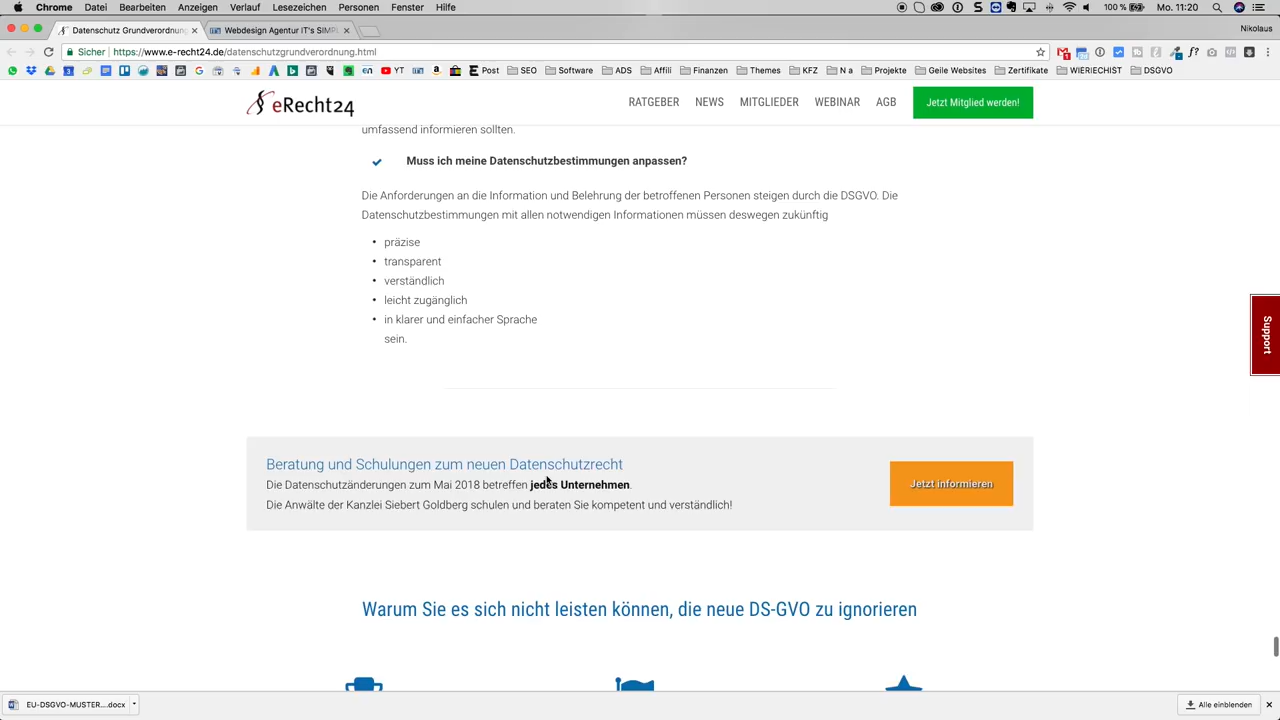 Chrome Datei Bearbeiten Anzeigen Verlauf Lesezeichen Personen Fenster Hilfe
100 % Mo. 11:20
Datenschutz Grundverordnung
Webdesign Agentur IT's SIMPL
Nikolaus
Sicher https://www.e-recht24.de/datenschutzgrundverordnung.html
YT Post SEO Software ADS Affili Finanzen Themes KFZ N a Projekte Geile Websites Zertifikate WIERIECHIST DSGVO
eRecht24
RATGEBER NEWS MITGLIEDER WEBINAR AGB Jetzt Mitglied werden!
umfassend informieren sollten.
Muss ich meine Datenschutzbestimmungen anpassen?
Die Anforderungen an die Information und Belehrung der betroffenen Personen steigen durch die DSGVO. Die
Datenschutzbestimmungen mit allen notwendigen Informationen müssen deswegen zukünftig
• präzise
• transparent
• verständlich
• leicht zugänglich
• in klarer und einfacher Sprache
sein.
Support
Beratung und Schulungen zum neuen Datenschutzrecht
Die Datenschutzänderungen zum Mai 2018 betreffen jedes Unternehmen.
Die Anwälte der Kanzlei Siebert Goldberg schulen und beraten Sie kompetent und verständlich!
Jetzt informieren
Warum Sie es sich nicht leisten können, die neue DS-GVO zu ignorieren
EU-DSGVO-MUSTER....docx
Alle einblenden